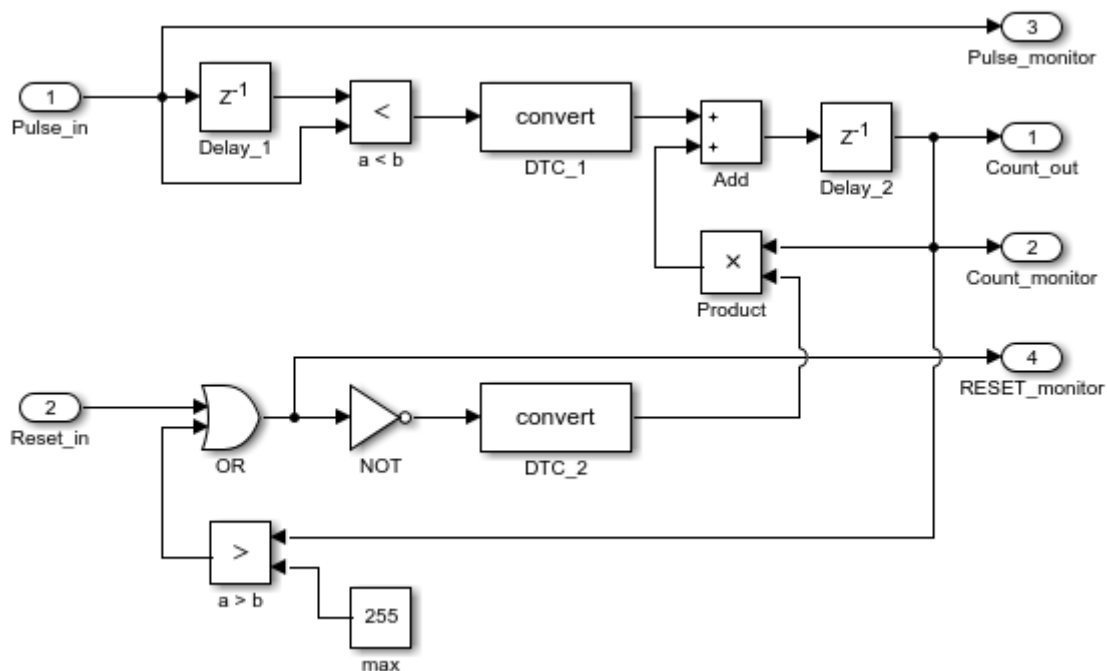 3
Pulse_monitor
1
Pulse_in
Z-1
Delay_1
<
a < b
convert
DTC_1
+
+
Add
Z-1
Delay_2
1
Count_out
×
Product
2
Count_monitor
4
RESET_monitor
2
Reset_in
OR
NOT
convert
DTC_2
>
a > b
255
max